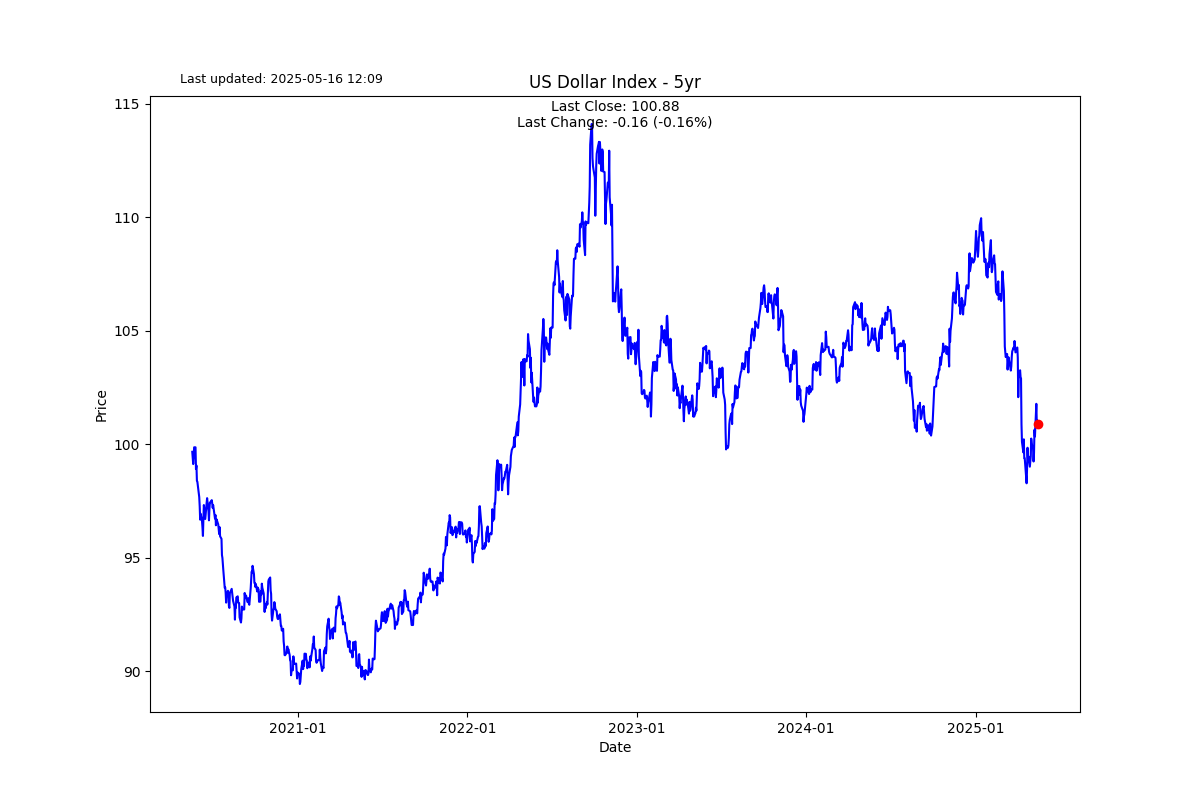 Last updated: 2025-05-16 12:09
US Dollar Index - 5yr
Last Close: 100.88
Last Change: -0.16 (-0.16%)
115
110
105
100
95
90
Price
2021-01
2022-01
2023-01
2024-01
2025-01
Date